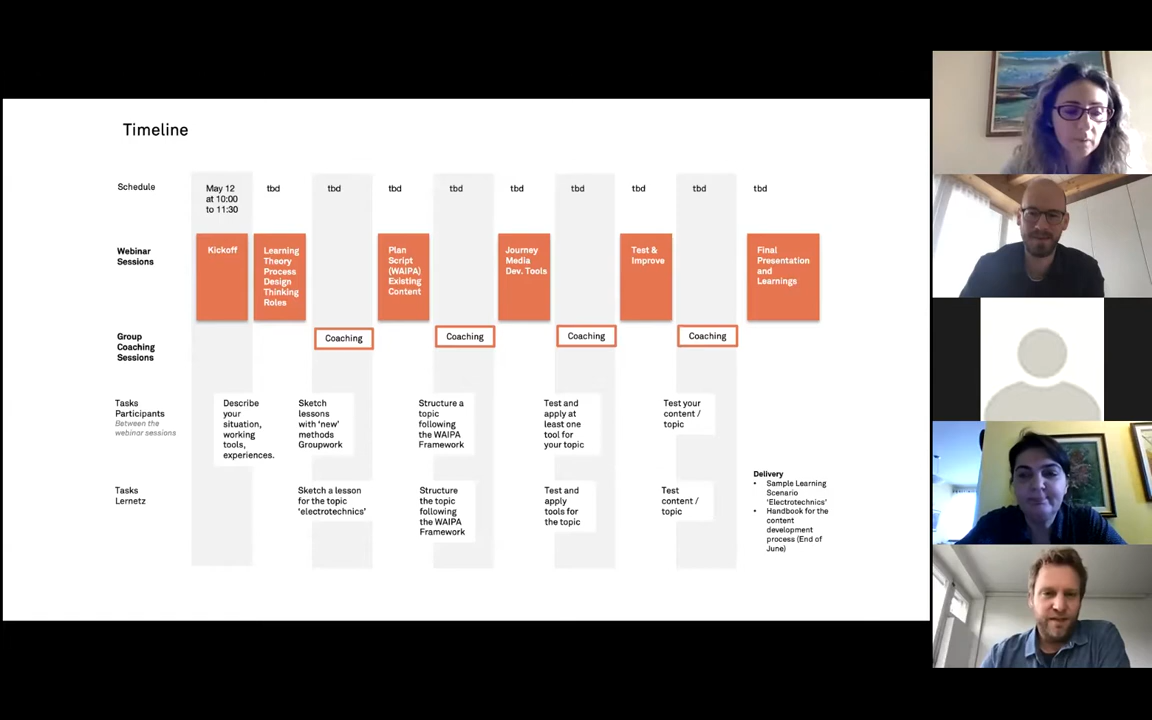 Timeline
Schedule
May 12
at 10:00
to 11:30
tbd
tbd
tbd
tbd
tbd
tbd
tbd
tbd
tbd
Webinar
Sessions
Kickoff
Learning
Theory
Process
Design
Thinking
Roles
Plan
Script
(WAIPA)
Existing
Content
Journey
Media
Dev. Tools
Test &
Improve
Final
Presentation
and
Learnings
Group
Coaching
Sessions
Coaching
Coaching
Coaching
Coaching
Tasks
Participants
Between the
webinar sessions
Describe
your
situation,
working
tools,
experiences.
Sketch
lessons
with ‘new’
methods
Groupwork
Structure a
topic
following
the WAIPA
Framework
Test and
apply at
least one
tool for
your topic
Test your
content /
topic
Tasks
Lernetz
Sketch a lesson
for the topic
‘electrotechnics’
Structure
the topic
following
the WAIPA
Framework
Test and
apply
tools for
the topic
Test
content /
topic
Delivery
• Sample Learning
Scenario
‘Electrotechnics’
• Handbook for the
content
development
process (End of
June)